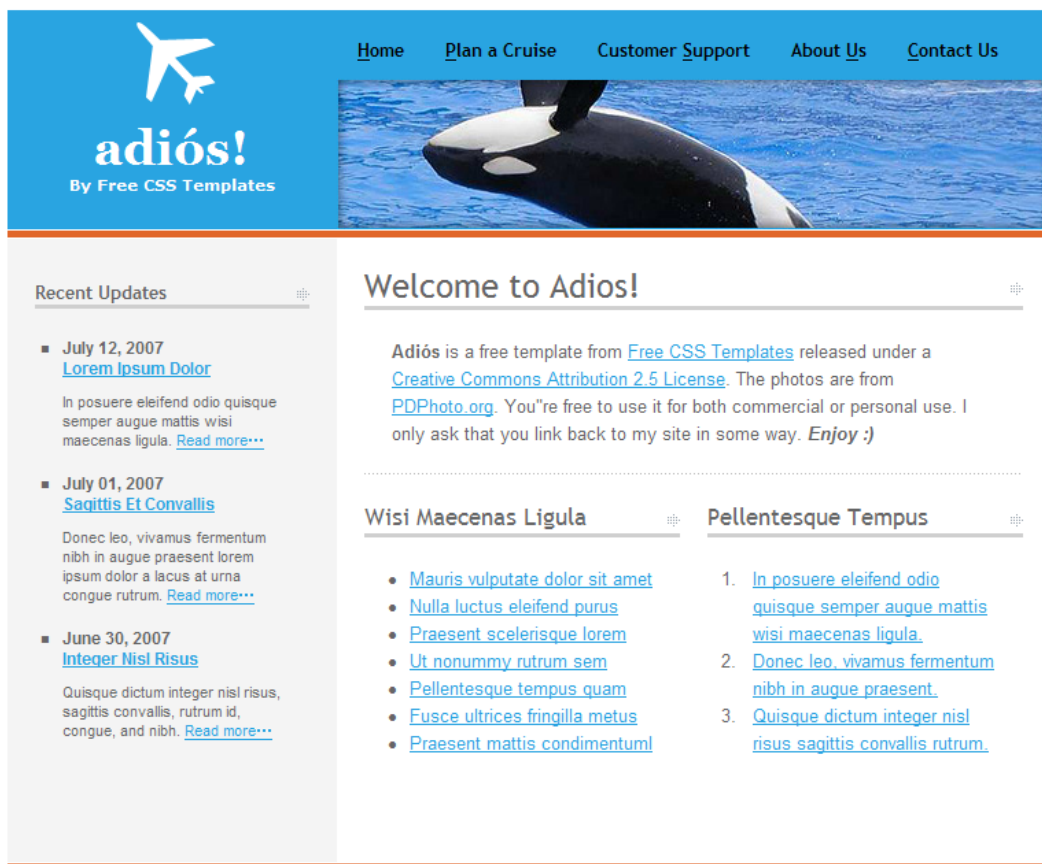 adiós!
By Free CSS Templates
Home Plan a Cruise Customer Support About Us Contact Us
Recent Updates
July 12, 2007
Lorem Ipsum Dolor
In posuere eleifend odio quisque
semper augue mattis wisi
maecenas ligula. Read more···
July 01, 2007
Sagittis Et Convallis
Donec leo, vivamus fermentum
nibh in augue praesent lorem
ipsum dolor a lacus at urna
congue rutrum. Read more···
June 30, 2007
Integer Nisl Risus
Quisque dictum integer nisl risus,
sagittis convallis, rutrum id,
congue, and nibh. Read more···
Welcome to Adios!
Adiós is a free template from Free CSS Templates released under a
Creative Commons Attribution 2.5 License. The photos are from
PDPhoto.org. You"re free to use it for both commercial or personal use. I
only ask that you link back to my site in some way. Enjoy :)
Wisi Maecenas Ligula
Mauris vulputate dolor sit amet
Nulla luctus eleifend purus
Praesent scelerisque lorem
Ut nonummy rutrum sem
Pellentesque tempus quam
Fusce ultrices fringilla metus
Praesent mattis condimentuml
Pellentesque Tempus
1. In posuere eleifend odio
quisque semper augue mattis
wisi maecenas ligula.
2. Donec leo, vivamus fermentum
nibh in augue praesent.
3. Quisque dictum integer nisl
risus sagittis convallis rutrum.